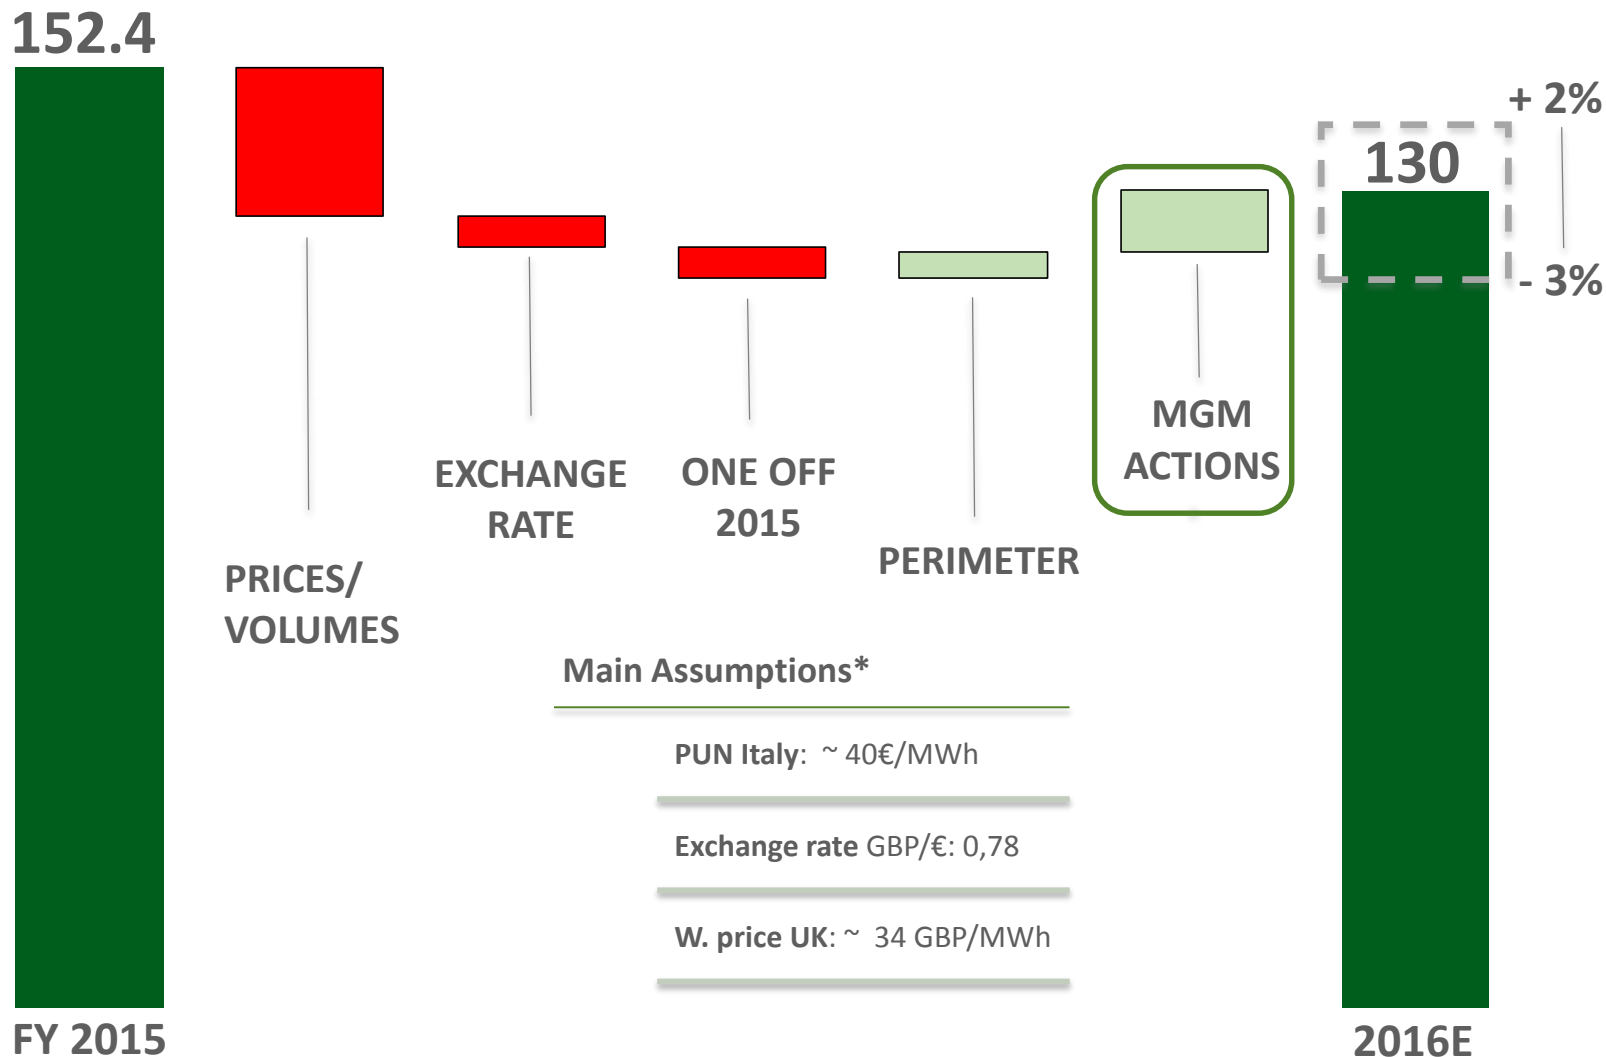 152.4
+ 2%
130
- 3%
MGM
ACTIONS
EXCHANGE
RATE
ONE OFF
2015
PERIMETER
PRICES/
VOLUMES
Main Assumptions*
PUN Italy: ~ 40€/MWh
Exchange rate GBP/€: 0,78
W. price UK: ~ 34 GBP/MWh
FY 2015
2016E